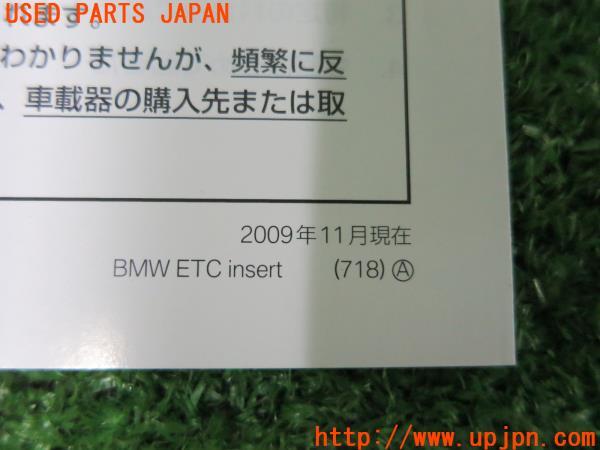 USED PARTS JAPAN
ます。
わかりませんが、頻繁に反
、車載器の購入先または取
2009年11月現在
BMW ETC insert (718) Ⓐ
http://www.upjpn.com